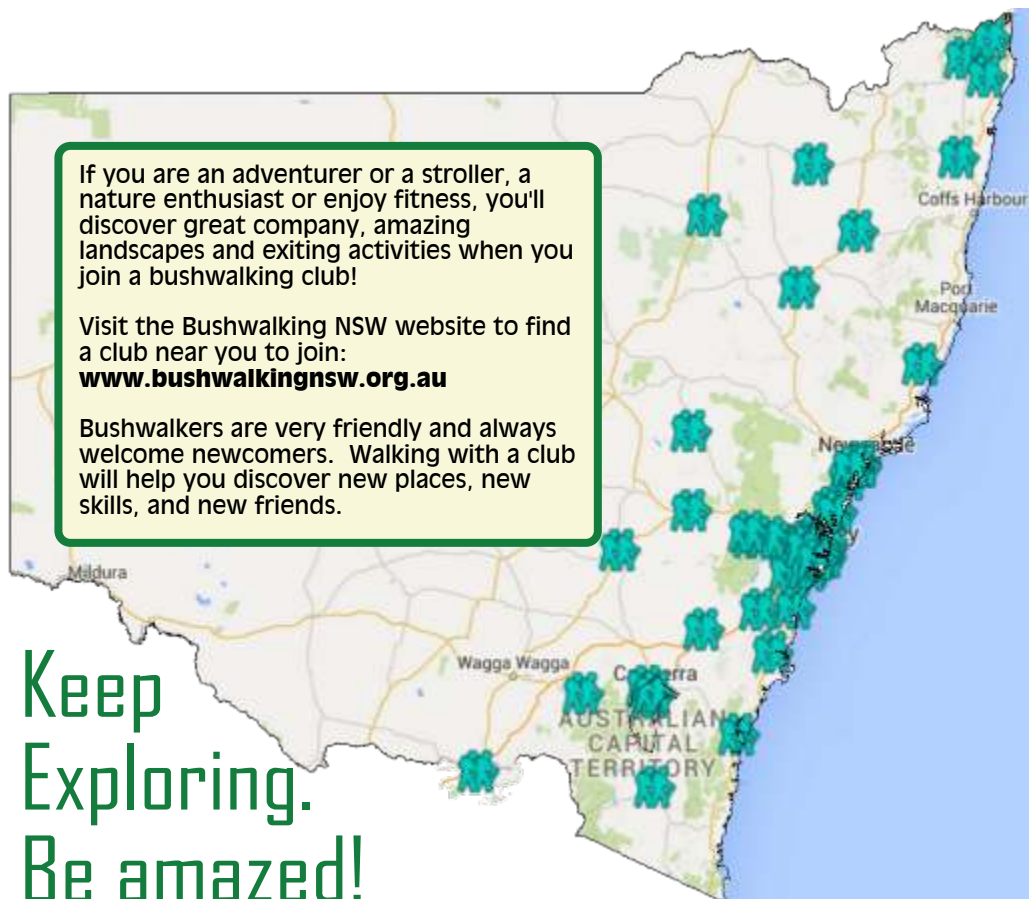 If you are an adventurer or a stroller, a
nature enthusiast or enjoy fitness, you'll
discover great company, amazing
landscapes and exiting activities when you
join a bushwalking club!
Visit the Bushwalking NSW website to find
a club near you to join:
www.bushwalkingnsw.org.au
Bushwalkers are very friendly and always
welcome newcomers. Walking with a club
will help you discover new places, new
skills, and new friends.
Coffs Harbour
Port
Macquarie
Newcastle
Mildura
Wagga Wagga
Canberra
AUSTRALIAN
CAPITAL
TERRITORY
Keep
Exploring.
Be amazed!